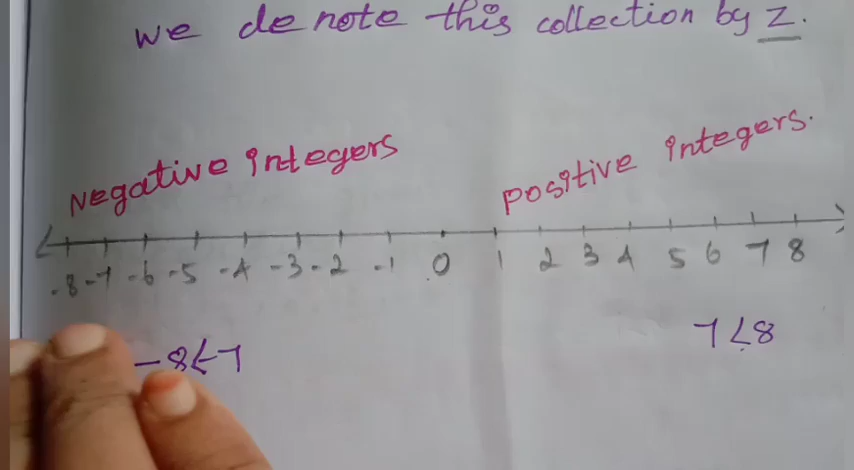 we denote this collection by z.
Negative integers
positive integers.
-8 -7 -6 -5 -4 -3 -2 -1 0 1 2 3 4 5 6 7 8
-8<-7
7<8